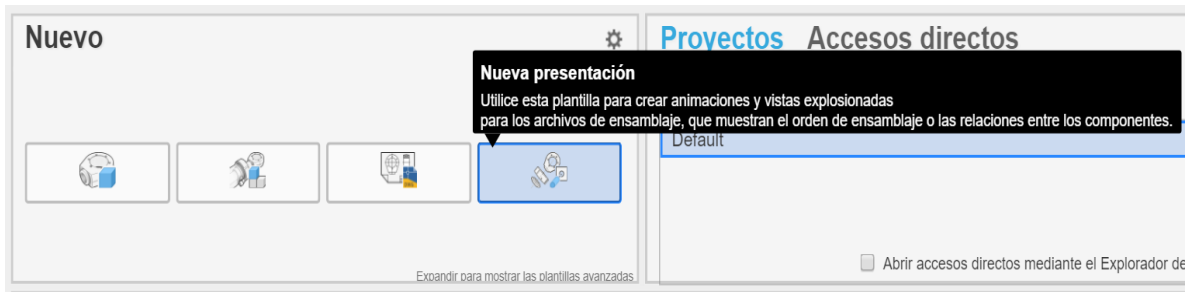 Nuevo
Proyectos Accesos directos
Nueva presentación
Utilice esta plantilla para crear animaciones y vistas explosionadas
para los archivos de ensamblaje, que muestran el orden de ensamblaje o las relaciones entre los componentes.
Default
Expandir para mostrar las plantillas avanzadas
Abrir accesos directos mediante el Explorador de